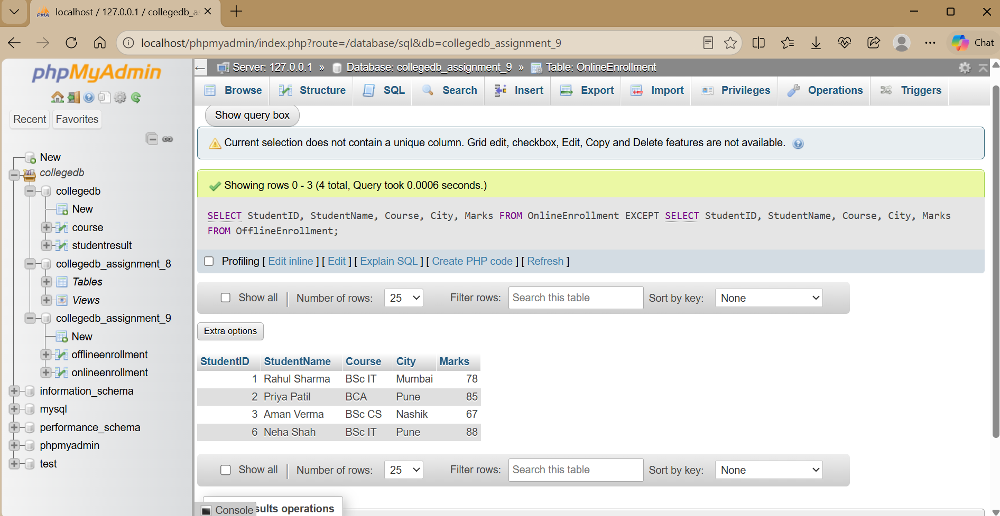 localhost / 127.0.0.1 / collegedb_as
localhost/phpmyadmin/index.php?route=/database/sql&db=collegedb_assignment_9
Chat
phpMyAdmin
Recent
Favorites
New
collegedb
collegedb
New
course
studentresult
collegedb_assignment_8
Tables
Views
collegedb_assignment_9
New
offlineenrollment
onlineenrollment
information_schema
mysql
performance_schema
phpmyadmin
test
Server: 127.0.0.1 » Database: collegedb_assignment_9 » Table: OnlineEnrollment
Browse Structure SQL Search Insert Export Import Privileges Operations Triggers
Show query box
Current selection does not contain a unique column. Grid edit, checkbox, Edit, Copy and Delete features are not available.
Showing rows 0 - 3 (4 total, Query took 0.0006 seconds.)
SELECT StudentID, StudentName, Course, City, Marks FROM OnlineEnrollment EXCEPT SELECT StudentID, StudentName, Course, City, Marks
FROM OfflineEnrollment;
Profiling [ Edit inline ] [ Edit ] [ Explain SQL ] [ Create PHP code ] [ Refresh ]
Show all Number of rows: 25 Filter rows: Search this table Sort by key: None
Extra options
StudentID StudentName Course City Marks
1 Rahul Sharma BSc IT Mumbai 78
2 Priya Patil BCA Pune 85
3 Aman Verma BSc CS Nashik 67
6 Neha Shah BSc IT Pune 88
Show all Number of rows: 25 Filter rows: Search this table Sort by key: None
Console
sults operations